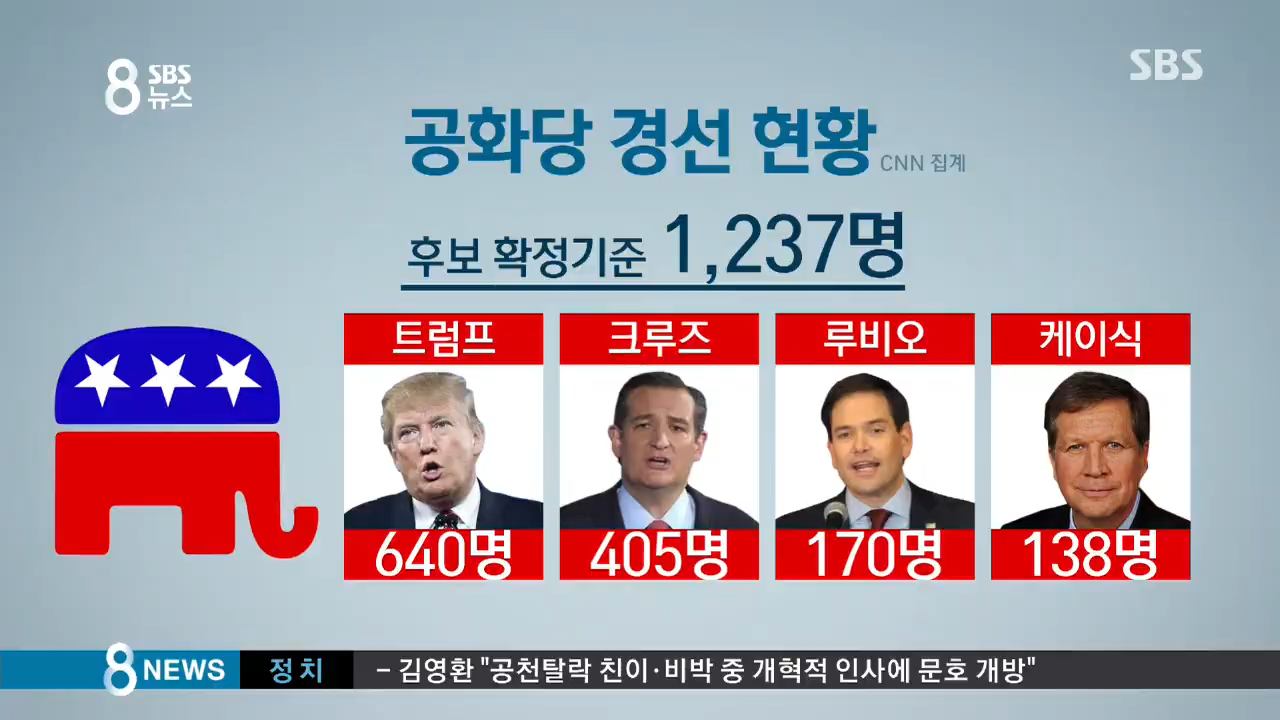 8 SBS 뉴스
SBS
공화당 경선 현황 CNN 집계
후보 확정기준 1,237명
트럼프 크루즈 루비오 케이식
640명 405명 170명 138명
8 NEWS 정치 - 김영환 "공천탈락 친이·비박 중 개혁적 인사에 문호 개방"